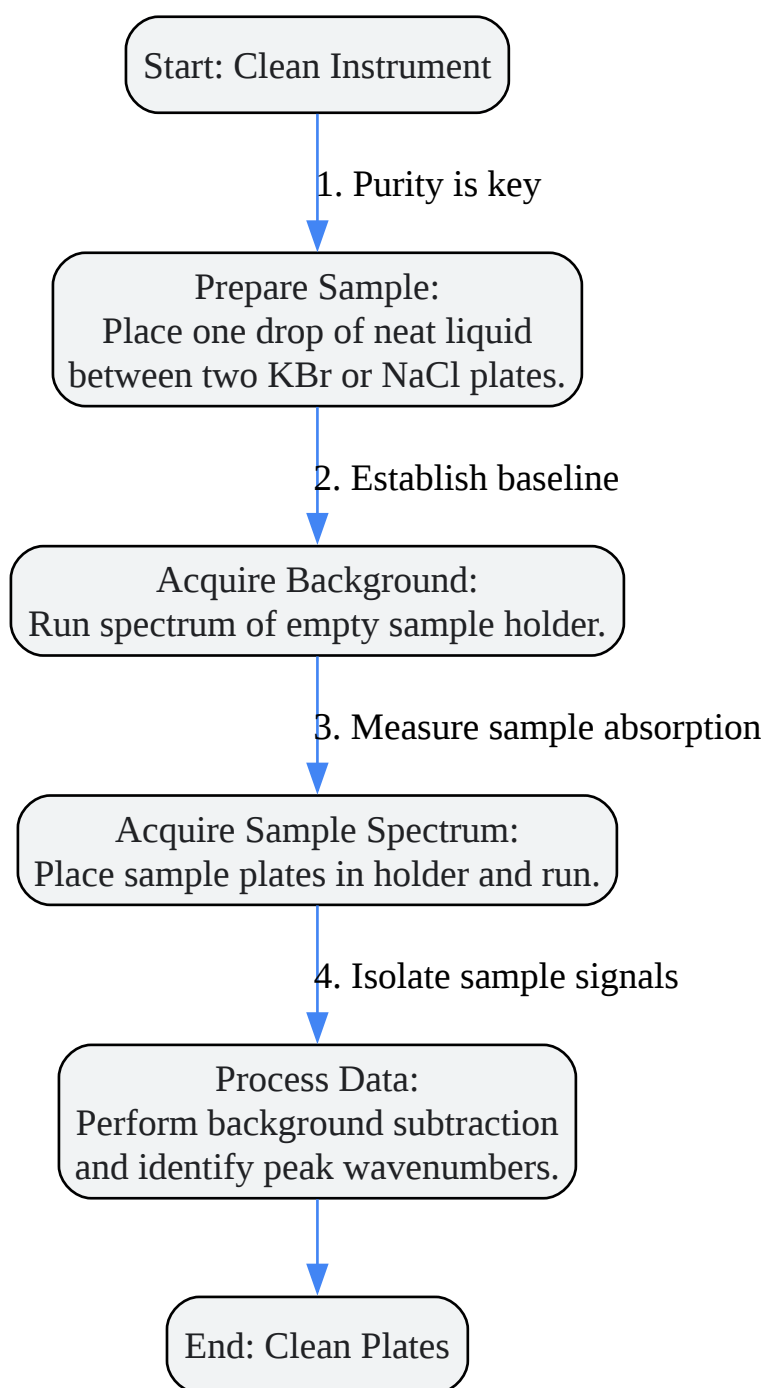 Start: Clean Instrument
1. Purity is key
Prepare Sample:
Place one drop of neat liquid
between two KBr or NaCl plates.
2. Establish baseline
Acquire Background:
Run spectrum of empty sample holder.
3. Measure sample absorption
Acquire Sample Spectrum:
Place sample plates in holder and run.
4. Isolate sample signals
Process Data:
Perform background subtraction
and identify peak wavenumbers.
End: Clean Plates